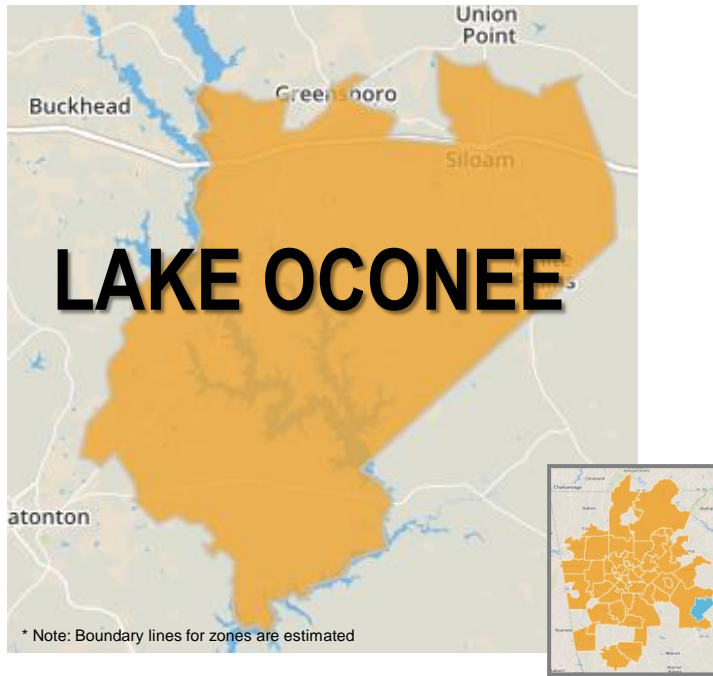 Union
Point
Buckhead
Greensboro
Siloam
LAKE OCONEE
atonton
* Note: Boundary lines for zones are estimated